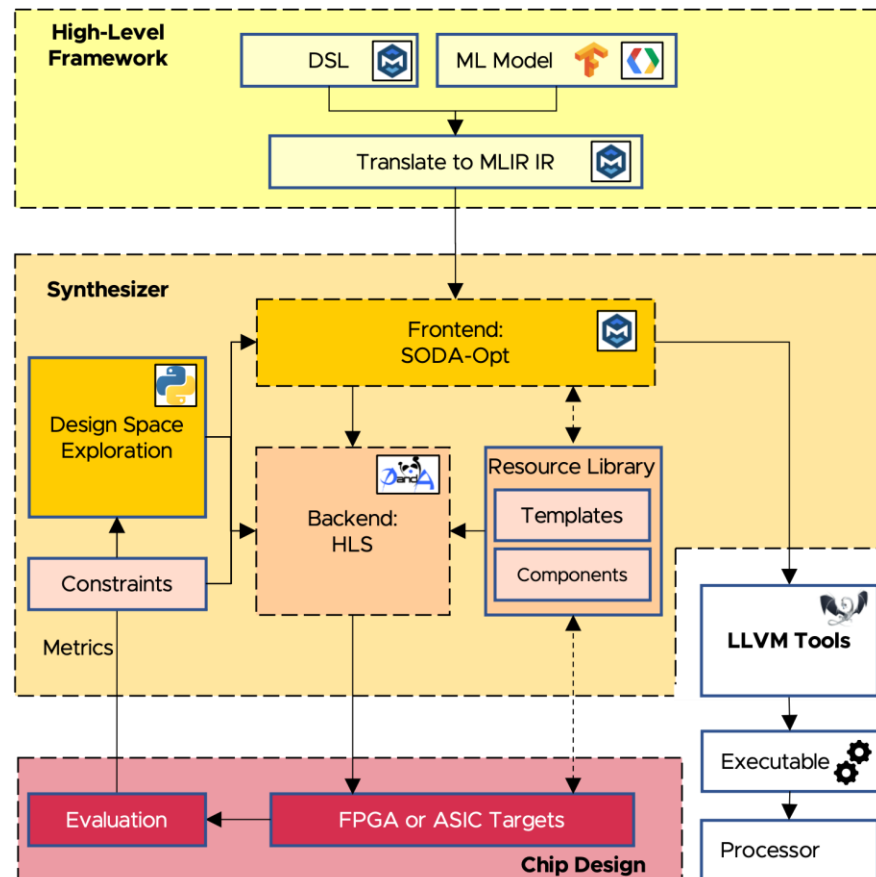 High-Level
Framework
DSL
ML Model
Translate to MLIR IR
Synthesizer
Frontend:
SODA-Opt
Design Space
Exploration
PandA
Backend:
HLS
Resource Library
Templates
Components
Constraints
Metrics
LLVM Tools
Executable
Evaluation
FPGA or ASIC Targets
Processor
Chip Design